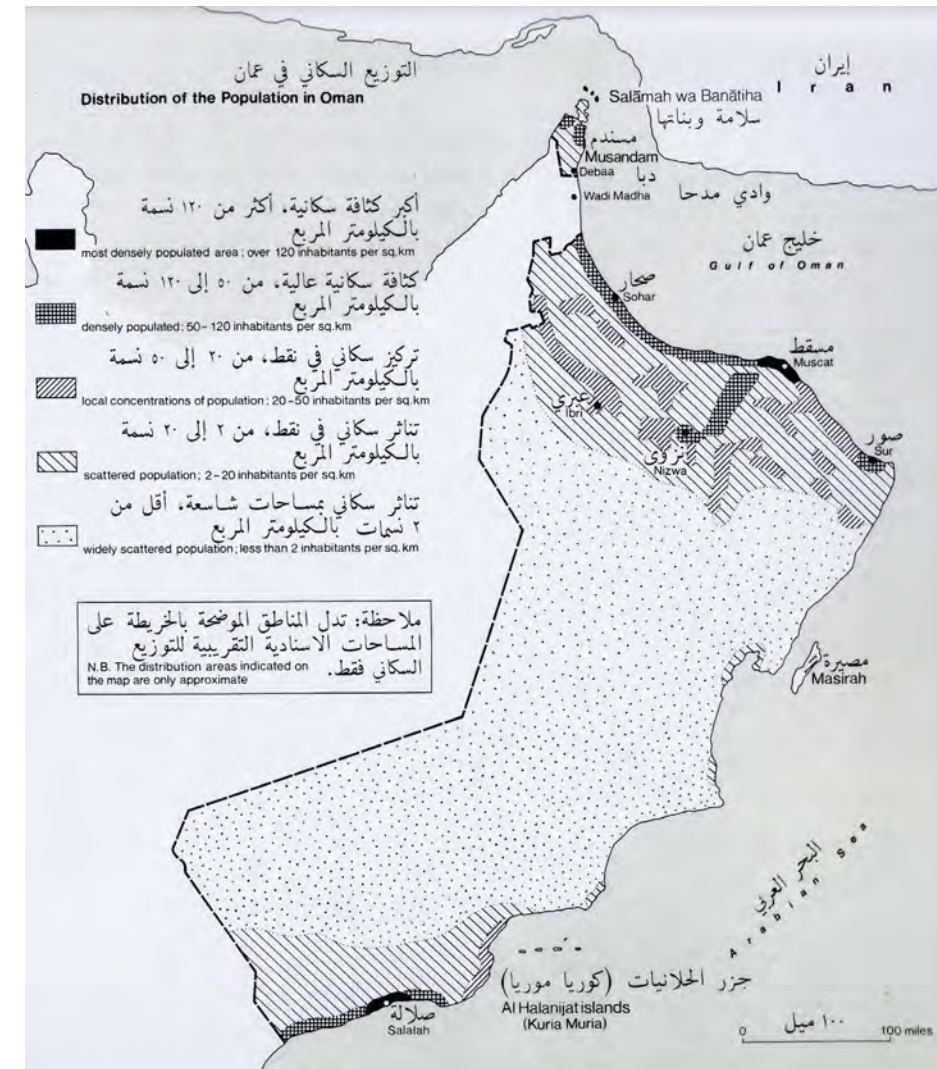 التوزيع السكاني في عمان
Distribution of the Population in Oman
إيران
Iran
Salāmah wa Banātiha
سلامة وبناتها
مسندم
Musandam
دبا
Debaa
Wadi Madha
وادي مدحا
خليج عمان
Gulf of Oman
أكبر كثافة سكانية، أكثر من ١٢٠ نسمة
بالكيلومتر المربع
most densely populated area; over 120 inhabitants per sq.km
كثافة سكانية عالية، من ٥٠ إلى ١٢٠ نسمة
بالكيلومتر المربع
densely populated; 50-120 inhabitants per sq.km
تركيز سكاني في نقط، من ٢٠ إلى ٥٠ نسمة
بالكيلومتر المربع
local concentrations of population; 20-50 inhabitants per sq.km
تناثر سكاني في نقط، من ٢ إلى ٢٠ نسمة
بالكيلومتر المربع
scattered population; 2-20 inhabitants per sq.km
تناثر سكاني بمساحات شاسعة، أقل من
٢ نسمات بالكيلومتر المربع
widely scattered population; less than 2 inhabitants per sq.km
صحار
Sohar
مسقط
Muscat
عبري
Ibri
نزوى
Nizwa
صور
Sur
ملاحظة: تدل المناطق الموضحة بالخريطة على
المساحات الاسنادية التقريبية للتوزيع
السكاني فقط.
N.B. The distribution areas indicated on
the map are only approximate
مصيرة
Masirah
البحر العربي
Arabian Sea
جزر الحلانيات (كوريا موريا)
Al Halanijat islands
(Kuria Muria)
صلالة
Salalah
١٠٠ ميل
0 100 miles